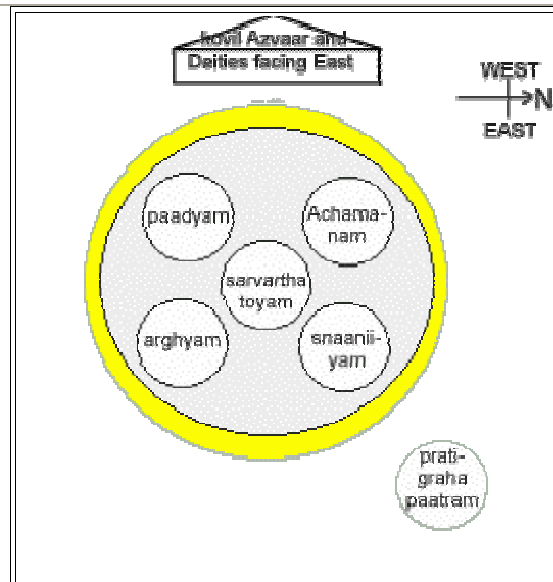 kovil Azvaar and
Deities facing East
WEST
N
EAST
paadyam
Achama-
nam
sarvartha
toyam
arghyam
snaanii-
yam
prati-
graha
paatram